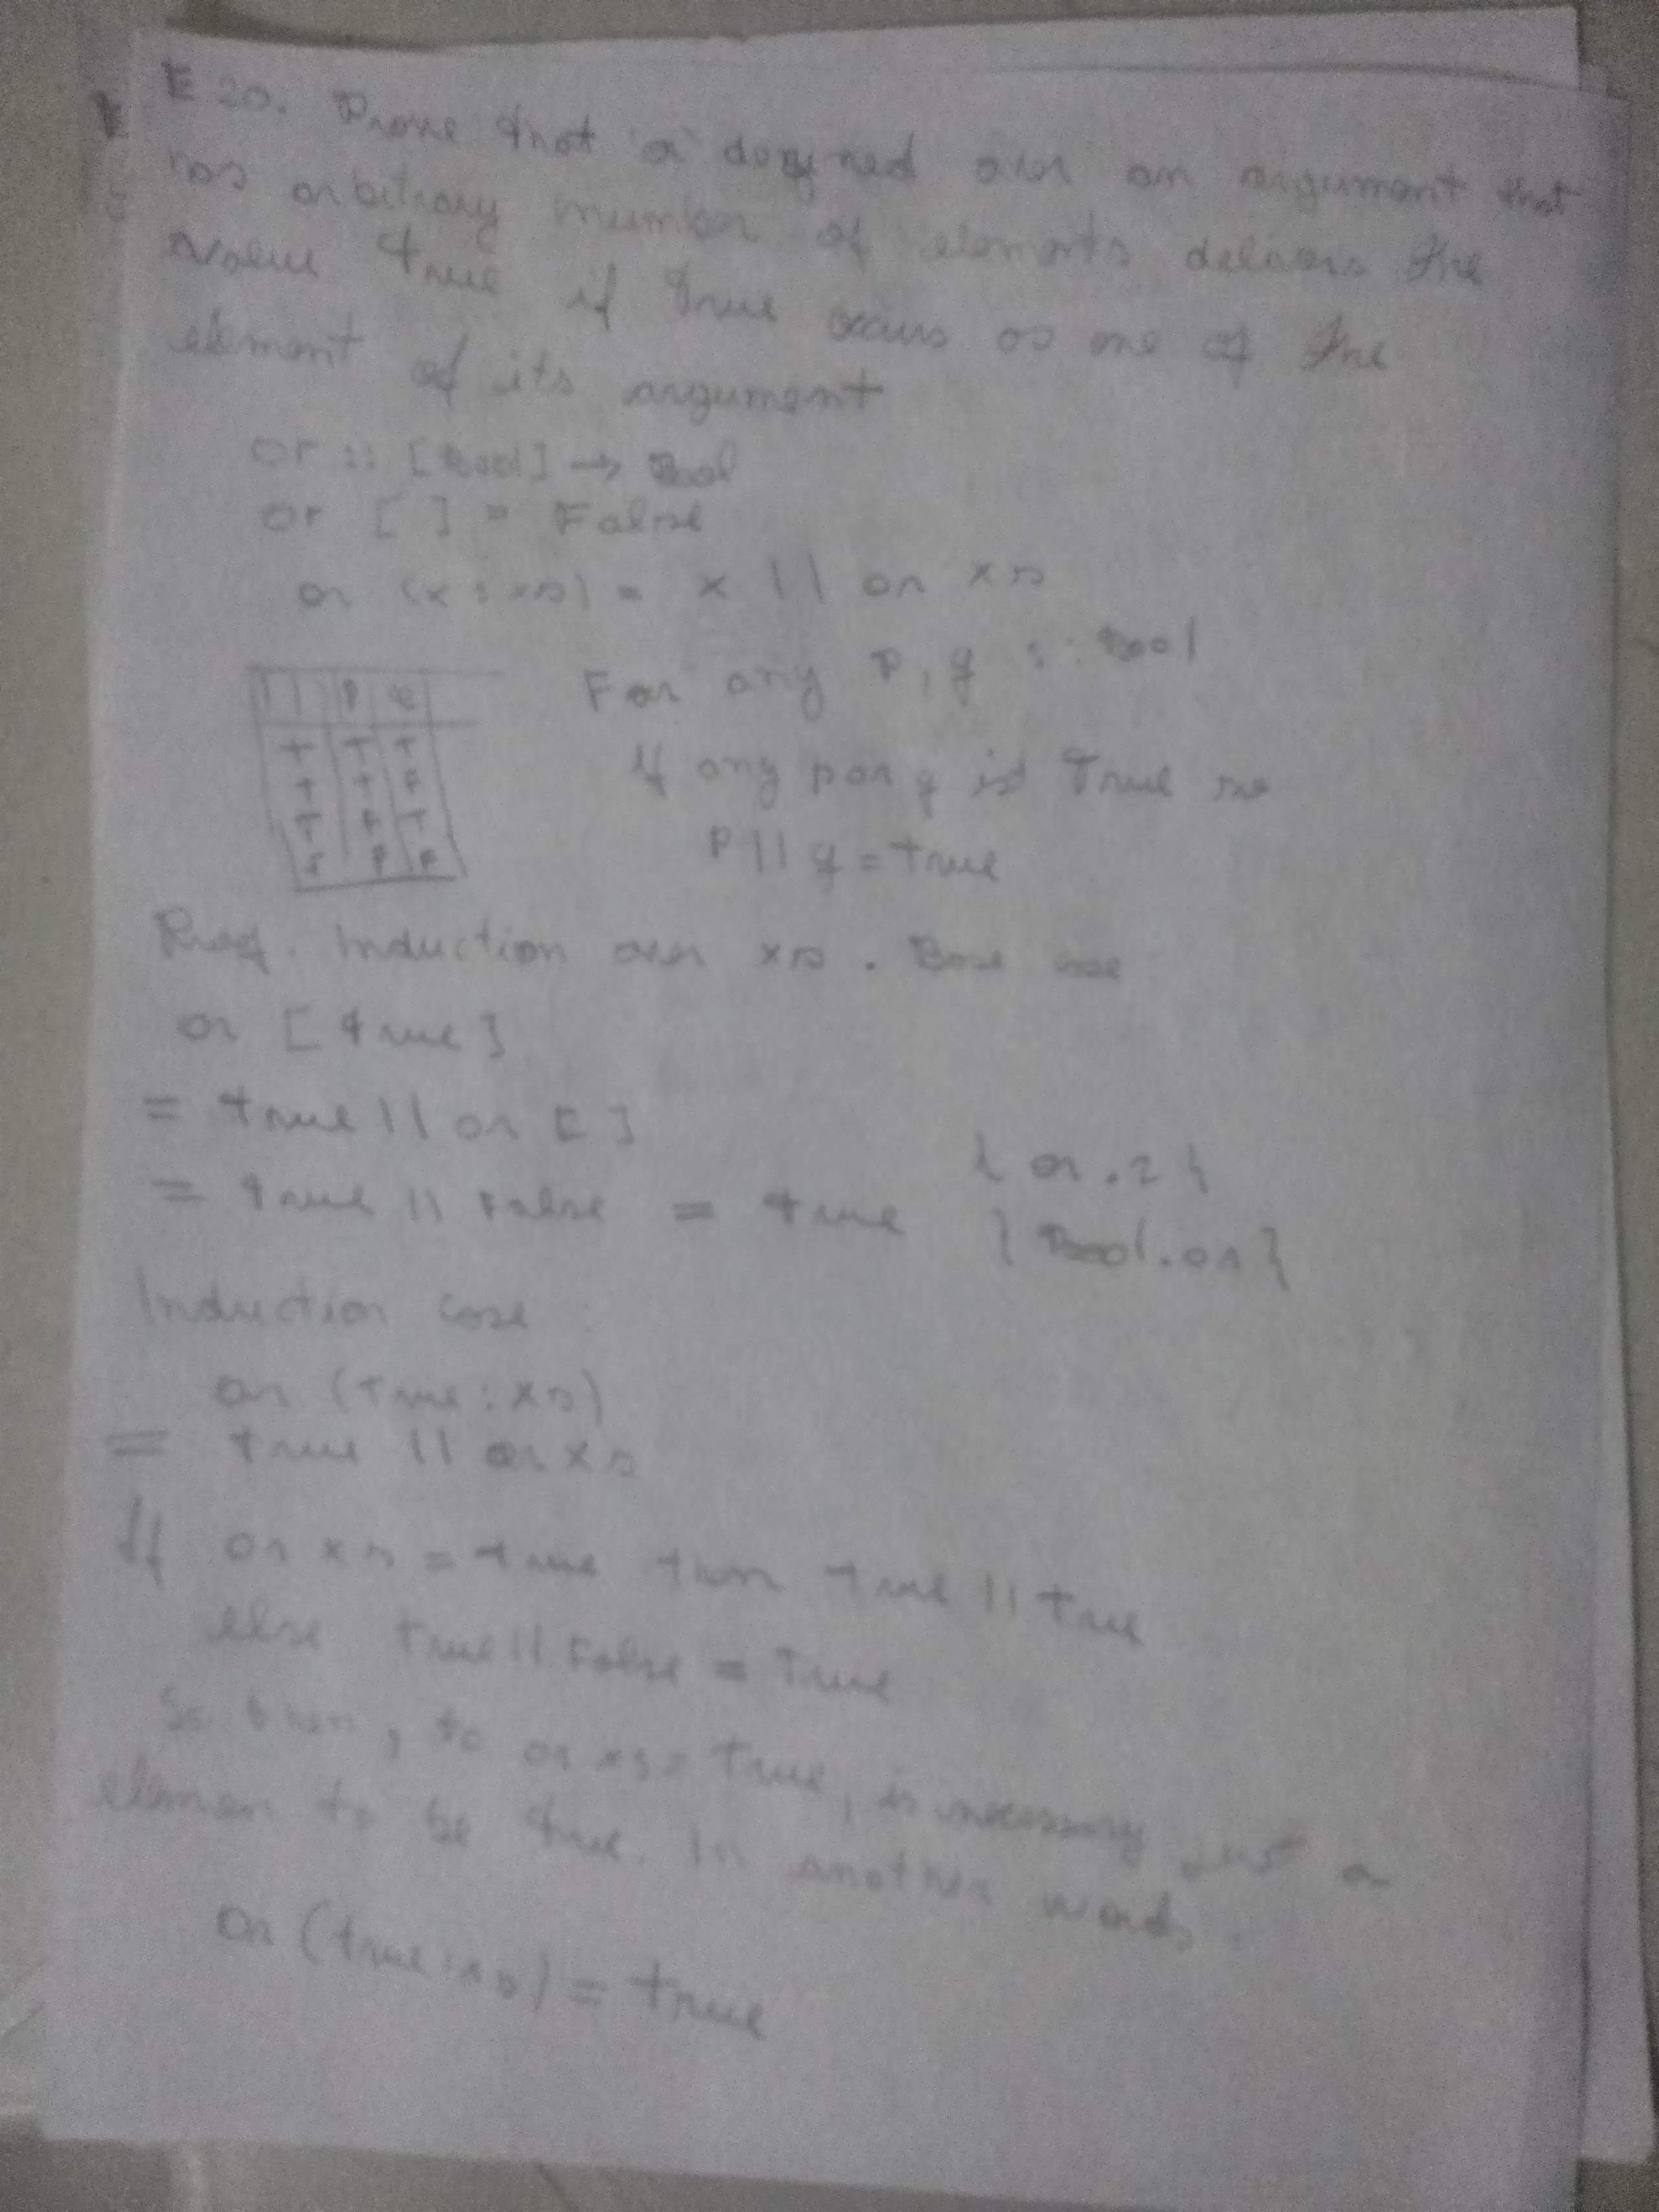 E 20. Prove that or defined over an argument that
has arbitrary number of elements delivers the
value true if true occurs as one of the
element of its argument
or :: [Bool] → Bool
or [ ] = False
or (x : xs) = x || or xs
For any p, q :: Bool
|| p q
T T T
T T F
T F T
F F F
If any p or q is True so
p || q = true
Proof. Induction over xs. Base case
or [true]
= true || or [ ] { or.2 }
= true || False = true { Bool.or }
Induction case :
or (True : xs)
= true || or xs
If or xs = true then true || true
else true || False = True
So then, to or xs = True, is necessary just a
elemen to be true. In another words.
or (true : xs) = true